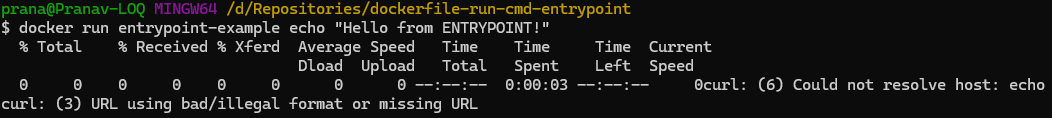 prana@Pranav-LOQ MINGW64 /d/Repositories/dockerfile-run-cmd-entrypoint
$ docker run entrypoint-example echo "Hello from ENTRYPOINT!"
  % Total    % Received % Xferd  Average Speed   Time    Time     Time  Current
                                 Dload  Upload   Total   Spent    Left  Speed
  0     0    0     0    0     0      0      0 --:--:--  0:00:03 --:--:--     0curl: (6) Could not resolve host: echo
curl: (3) URL using bad/illegal format or missing URL